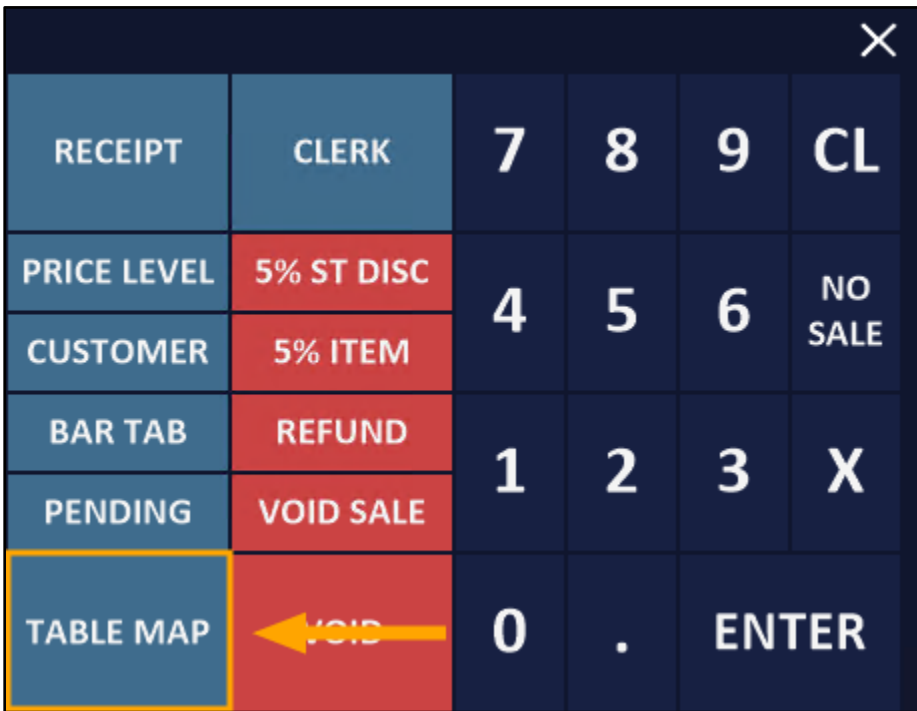 RECEIPT
CLERK
7
8
9
CL
PRICE LEVEL
5% ST DISC
4
5
6
NO
SALE
CUSTOMER
5% ITEM
BAR TAB
REFUND
1
2
3
X
PENDING
VOID SALE
TABLE MAP
VOID
0
.
ENTER